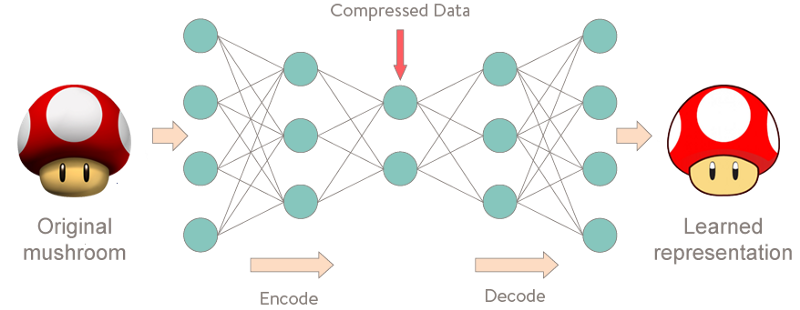 Compressed Data
Original
mushroom
Learned
representation
Encode
Decode